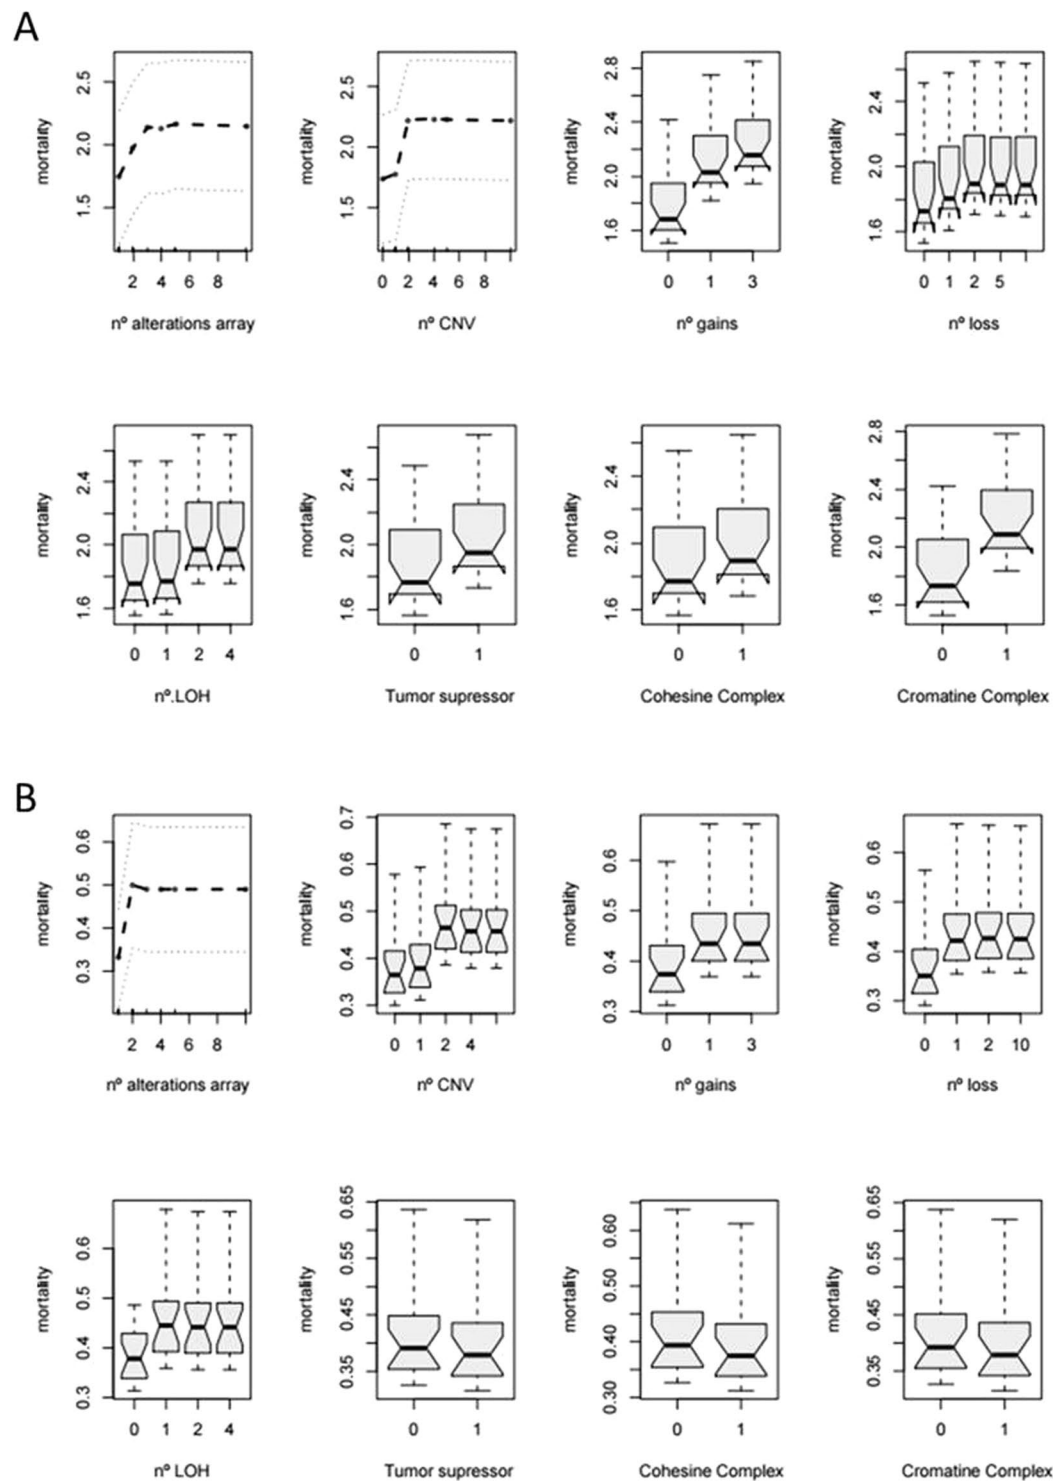 A
mortality
2.5
2.0
1.5
2 4 6 8
nº alterations array
mortality
2.5
2.0
1.5
0 2 4 6 8
nº CNV
mortality
2.8
2.4
2.0
1.6
0 1 3
nº gains
mortality
2.4
2.0
1.6
0 1 2 5
nº loss
mortality
2.4
2.0
1.6
0 1 2 4
nº.LOH
mortality
2.4
2.0
1.6
0 1
Tumor supressor
mortality
2.4
2.0
1.6
0 1
Cohesine Complex
mortality
2.8
2.4
2.0
1.6
0 1
Cromatine Complex
B
mortality
0.6
0.5
0.4
0.3
2 4 6 8
nº alterations array
mortality
0.7
0.6
0.5
0.4
0.3
0 1 2 4
nº CNV
mortality
0.6
0.5
0.4
0.3
0 1 3
nº gains
mortality
0.6
0.5
0.4
0.3
0 1 2 10
nº loss
mortality
0.6
0.5
0.4
0.3
0 1 2 4
nº LOH
mortality
0.65
0.55
0.45
0.35
0 1
Tumor supressor
mortality
0.60
0.50
0.40
0.30
0 1
Cohesine Complex
mortality
0.65
0.55
0.45
0.35
0 1
Cromatine Complex